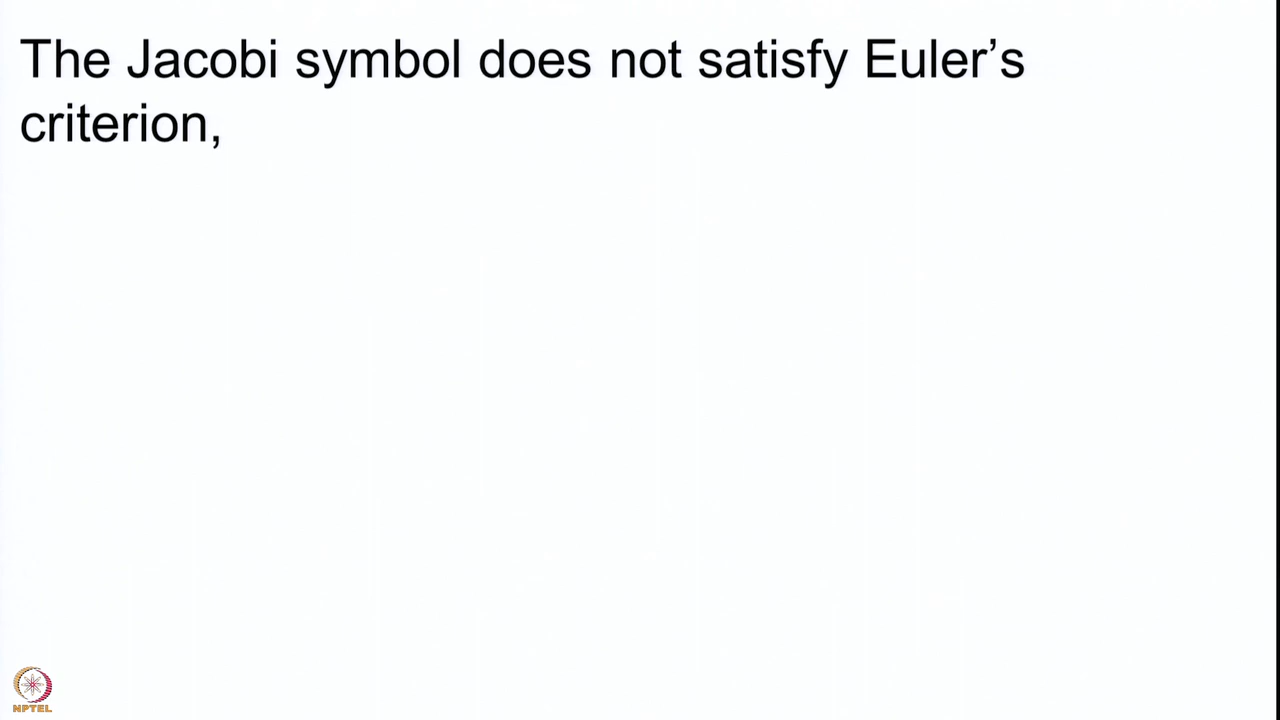 The Jacobi symbol does not satisfy Euler’s
criterion,
NPTEL